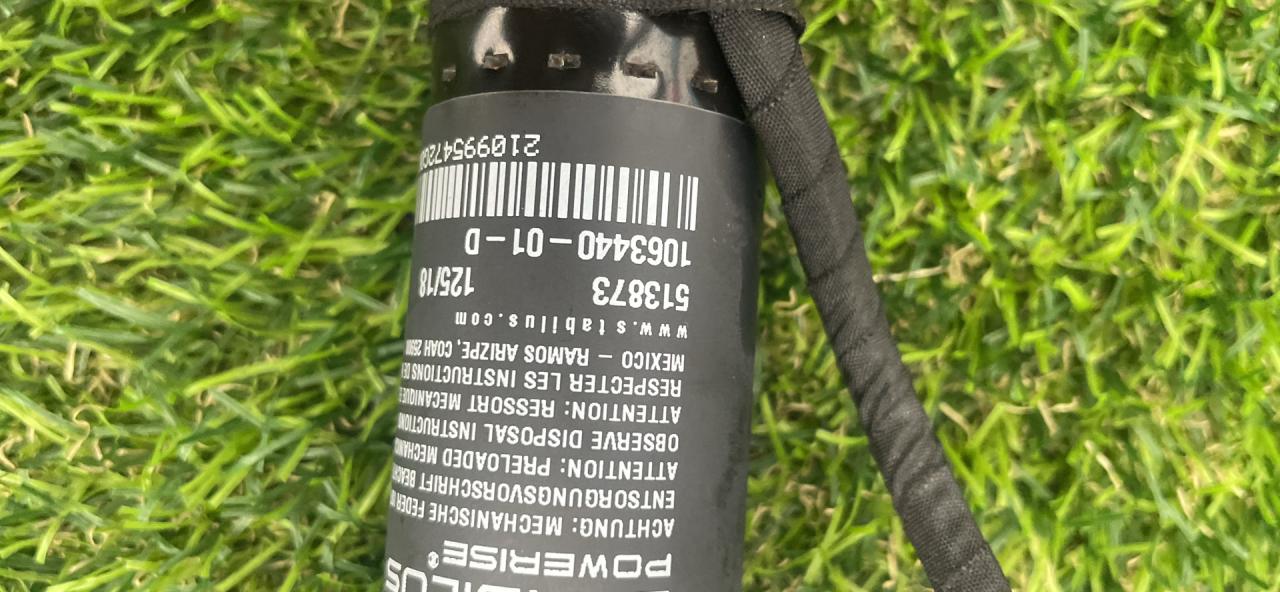 POWERISE®
ACHTUNG: MECHANISCHE FEDER
ENTSORGUNGSVORSCHRIFT
ATTENTION: PRELOADED
OBSERVE DISPOSAL
ATTENTION: RESSORT
RESPECTER LES INSTRUCTIONS
MEXICO – RAMOS ARIZPE, COAH
www.stabilus.com
513873 125/18
1063440–01–D